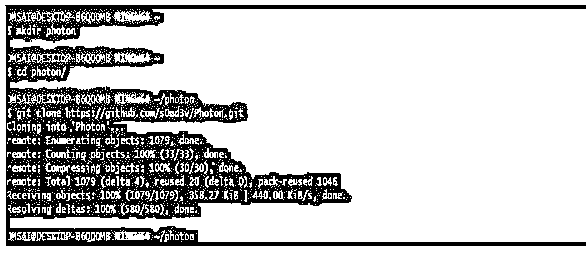 OMSAI@DESKTOP-B6QOOMB MINGW64 ~
$ mkdir photon
OMSAI@DESKTOP-B6QOOMB MINGW64 ~
$ cd photon/
OMSAI@DESKTOP-B6QOOMB MINGW64 ~/photon
$ git clone https://github.com/s0md3v/Photon.git
Cloning into 'Photon'...
remote: Enumerating objects: 1079, done.
remote: Counting objects: 100% (33/33), done.
remote: Compressing objects: 100% (30/30), done.
remote: Total 1079 (delta 4), reused 20 (delta 0), pack-reused 1046
Receiving objects: 100% (1079/1079), 358.27 KiB | 440.00 KiB/s, done.
Resolving deltas: 100% (580/580), done.
OMSAI@DESKTOP-B6QOOMB MINGW64 ~/photon